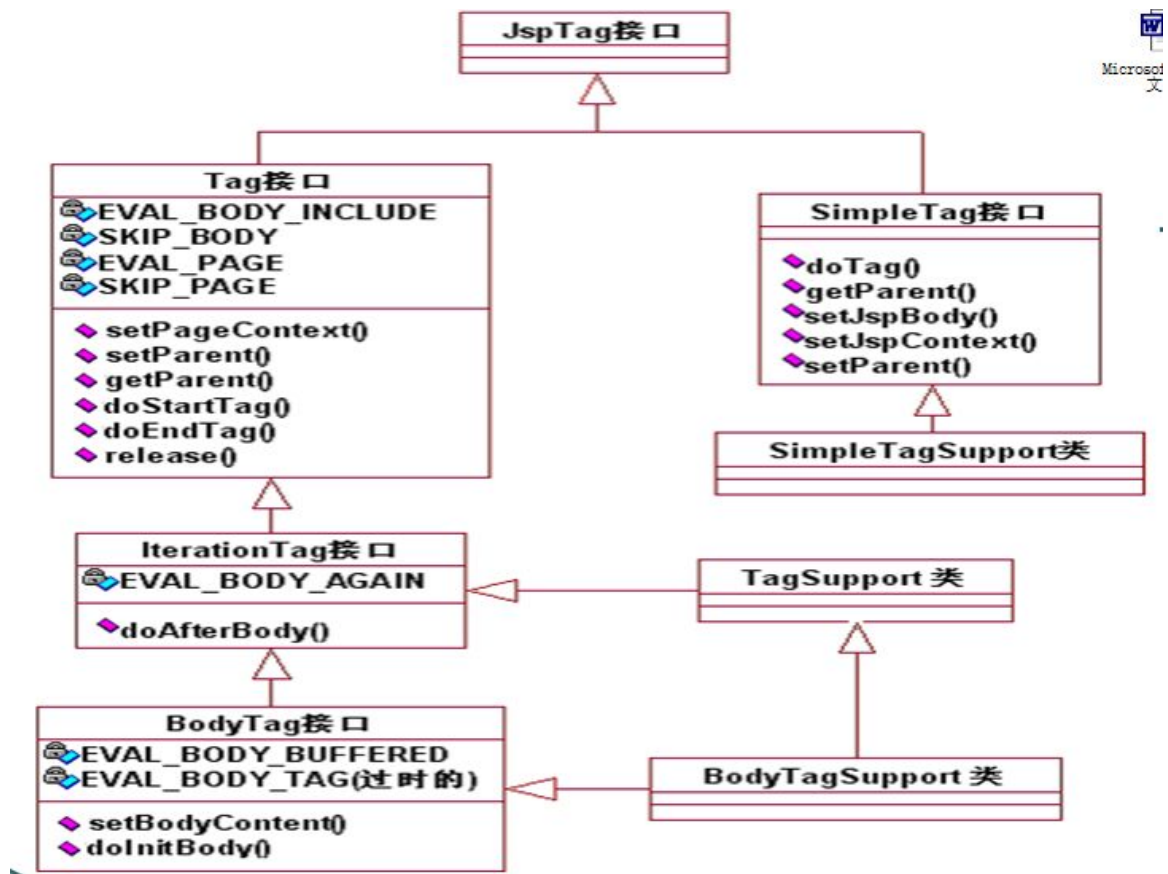 JspTag接口
Microsof
文
Tag接口
EVAL_BODY_INCLUDE
SKIP_BODY
EVAL_PAGE
SKIP_PAGE
setPageContext()
setParent()
getParent()
doStartTag()
doEndTag()
release()
SimpleTag接口
doTag()
getParent()
setJspBody()
setJspContext()
setParent()
SimpleTagSupport类
IterationTag接口
EVAL_BODY_AGAIN
doAfterBody()
TagSupport 类
BodyTag接口
EVAL_BODY_BUFFERED
EVAL_BODY_TAG(过时的)
setBodyContent()
doInitBody()
BodyTagSupport 类